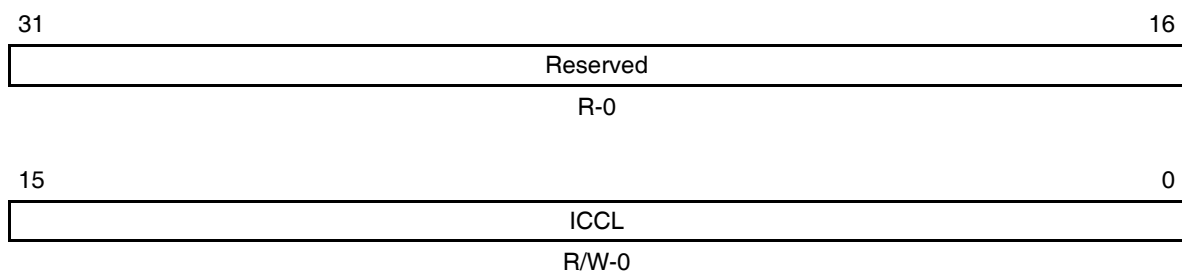 31 16
Reserved
R-0
15 0
ICCL
R/W-0